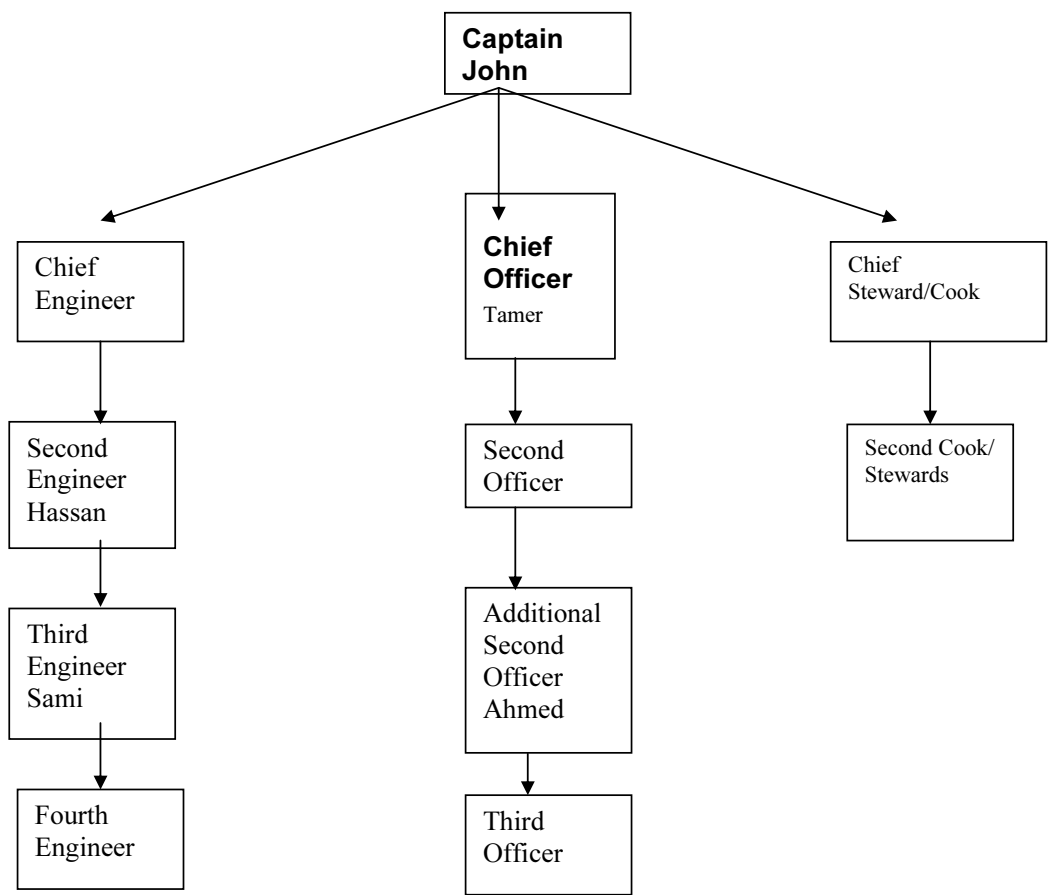 Captain
John
Chief
Engineer
Chief
Officer
Tamer
Chief
Steward/Cook
Second
Engineer
Hassan
Second
Officer
Second Cook/
Stewards
Third
Engineer
Sami
Additional
Second
Officer
Ahmed
Fourth
Engineer
Third
Officer